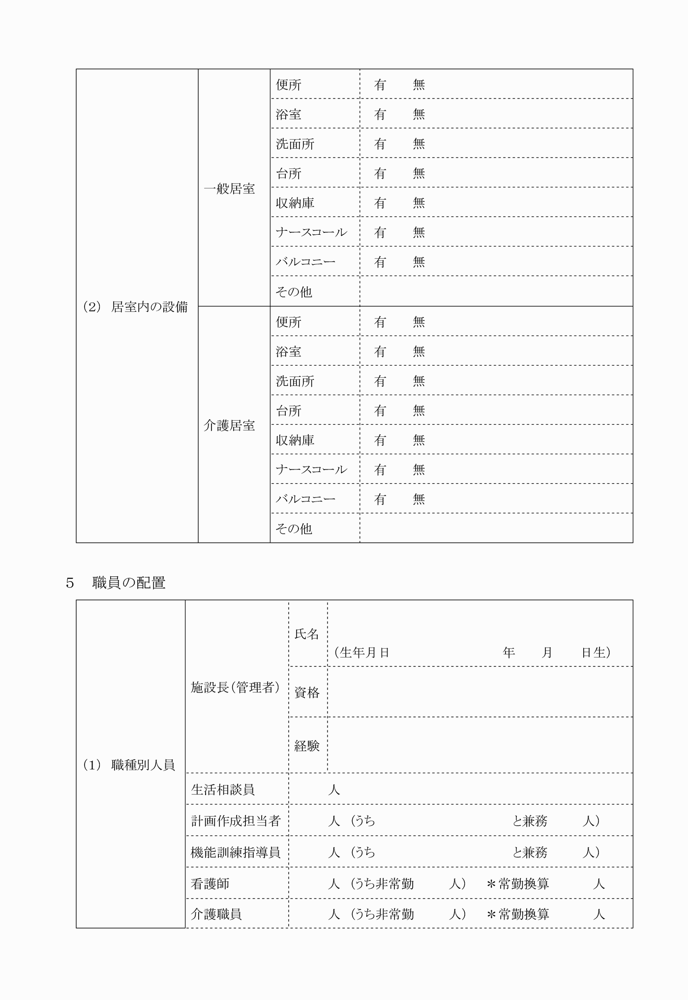 (2) 居室内の設備
一般居室
便所 有 無
浴室 有 無
洗面所 有 無
台所 有 無
収納庫 有 無
ナースコール 有 無
バルコニー 有 無
その他
介護居室
便所 有 無
浴室 有 無
洗面所 有 無
台所 有 無
収納庫 有 無
ナースコール 有 無
バルコニー 有 無
その他
5 職員の配置
(1) 職種別人員
施設長(管理者)
氏名
(生年月日 年 月 日生)
資格
経験
生活相談員 人
計画作成担当者 人 (うち と兼務 人)
機能訓練指導員 人 (うち と兼務 人)
看護師 人 (うち非常勤 人) *常勤換算 人
介護職員 人 (うち非常勤 人) *常勤換算 人